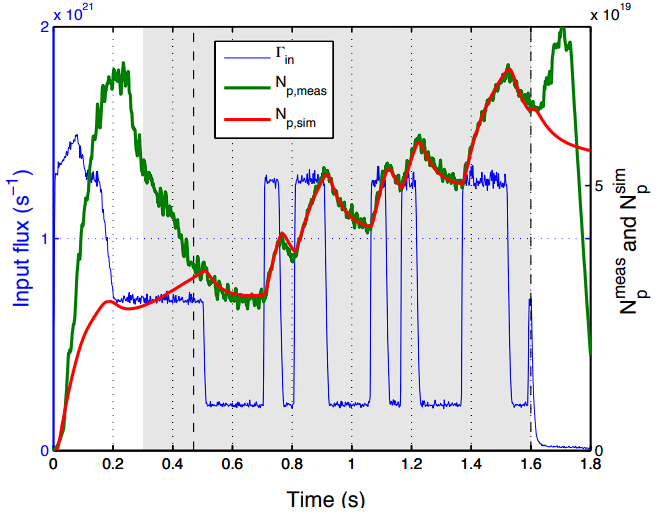 x 10^21
x 10^19
2
1
0
Input flux (s⁻¹)
Γ_in
N_p,meas
N_p,sim
5
0
N_p^meas and N_p^sim
0 0.2 0.4 0.6 0.8 1 1.2 1.4 1.6 1.8
Time (s)